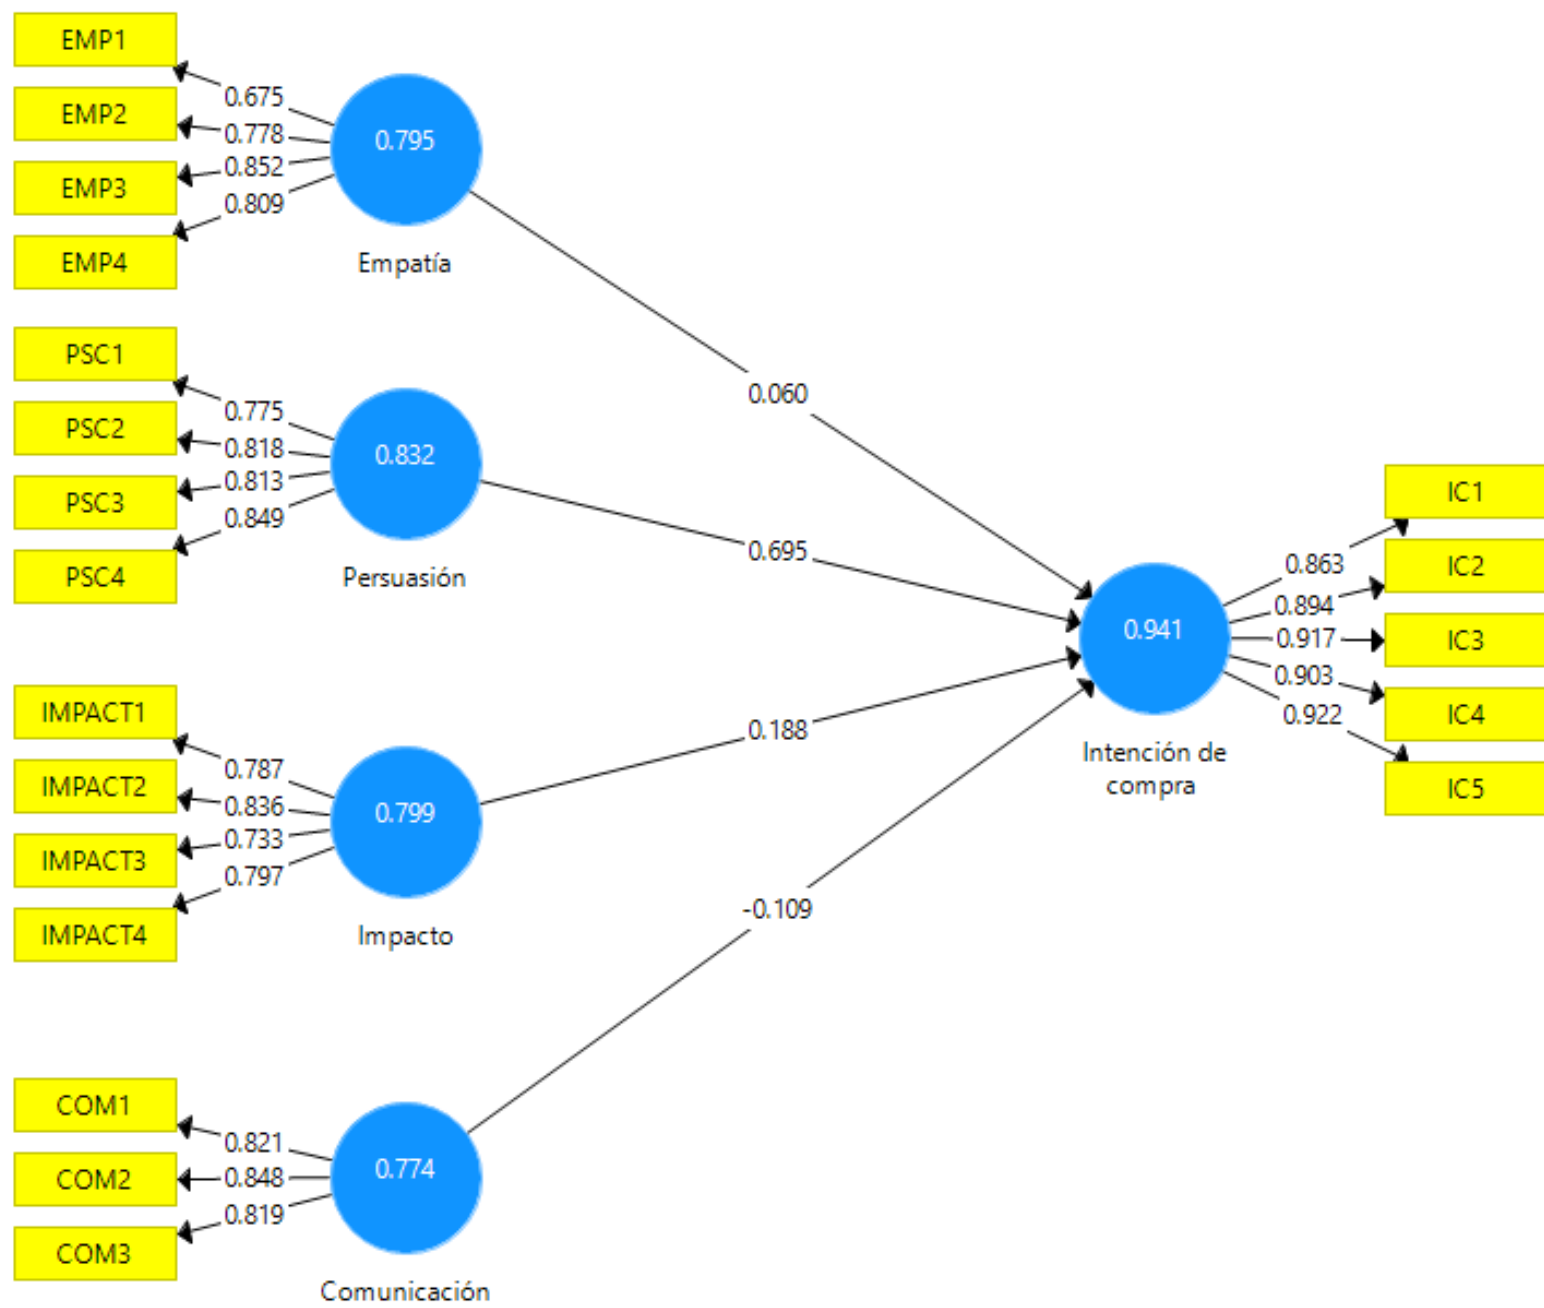 EMP1
EMP2
EMP3
EMP4
0.675
0.778
0.852
0.809
0.795
Empatía
PSC1
PSC2
PSC3
PSC4
0.775
0.818
0.813
0.849
0.832
Persuasión
IMPACT1
IMPACT2
IMPACT3
IMPACT4
0.787
0.836
0.733
0.797
0.799
Impacto
COM1
COM2
COM3
0.821
0.848
0.819
0.774
Comunicación
0.060
0.695
0.188
-0.109
0.941
Intención de
compra
0.863
0.894
0.917
0.903
0.922
IC1
IC2
IC3
IC4
IC5